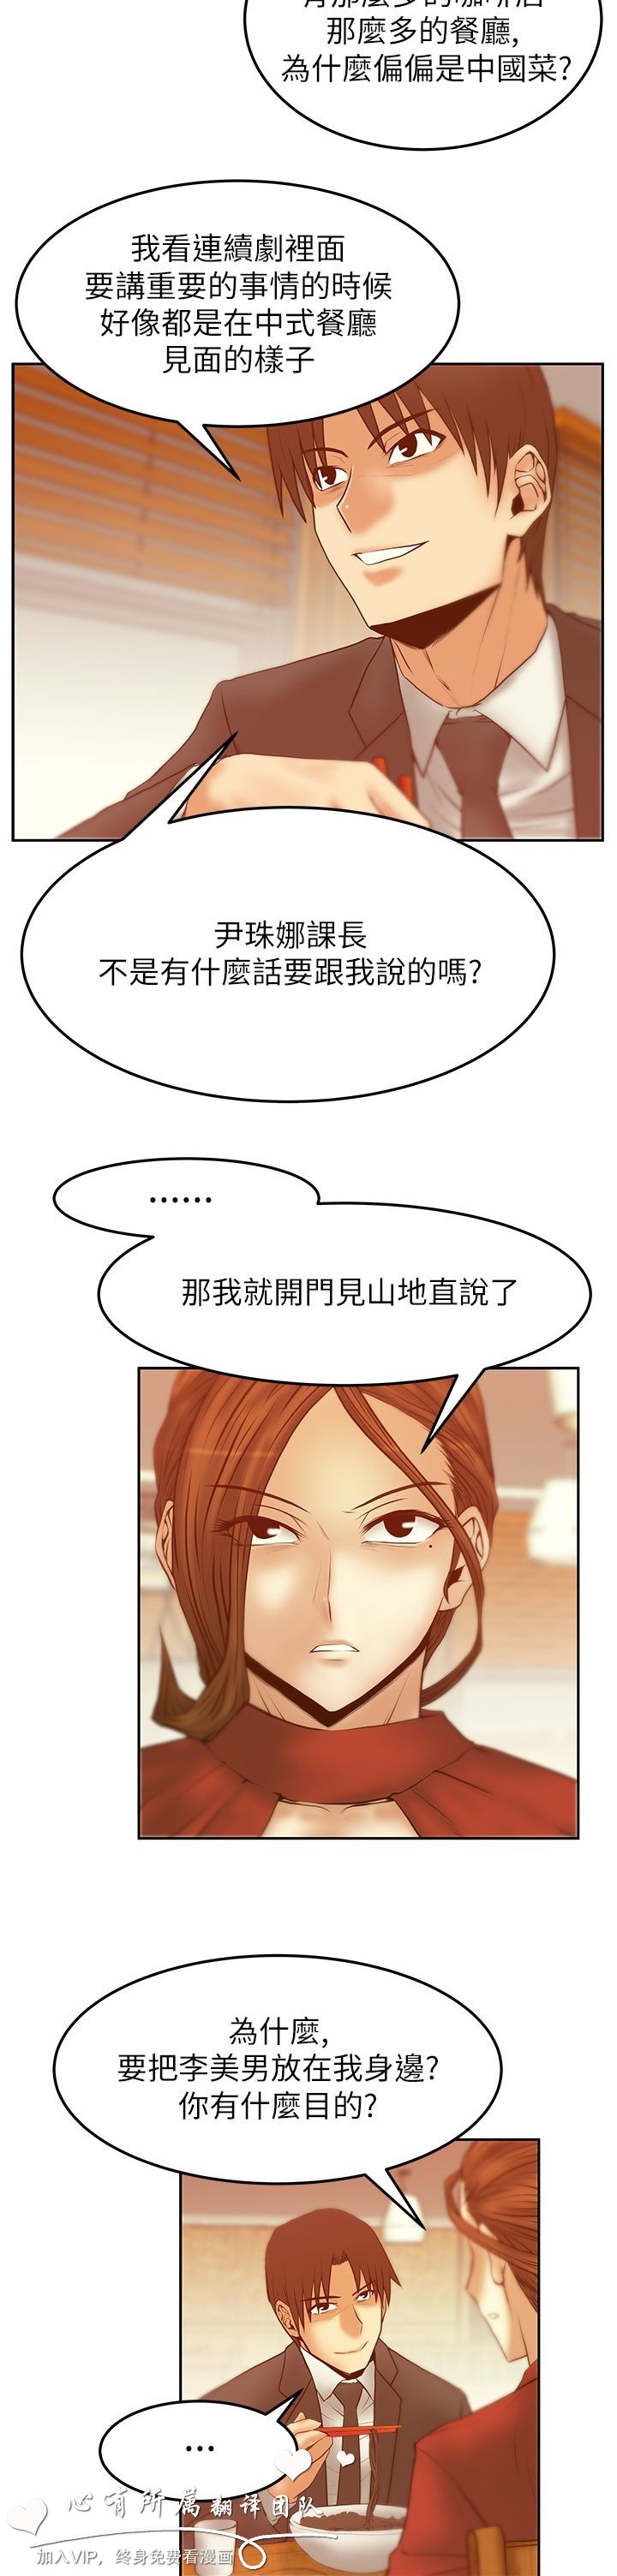 那麼多的餐廳,
為什麼偏偏是中國菜?
我看連續劇裡面
要講重要的事情的時候
好像都是在中式餐廳
見面的樣子
尹珠娜課長
不是有什麼話要跟我說的嗎?
......
那我就開門見山地直說了
為什麼,
要把李美男放在我身邊?
你有什麼目的?
...
心有所属翻译团队
加入VIP，终身免费看漫画